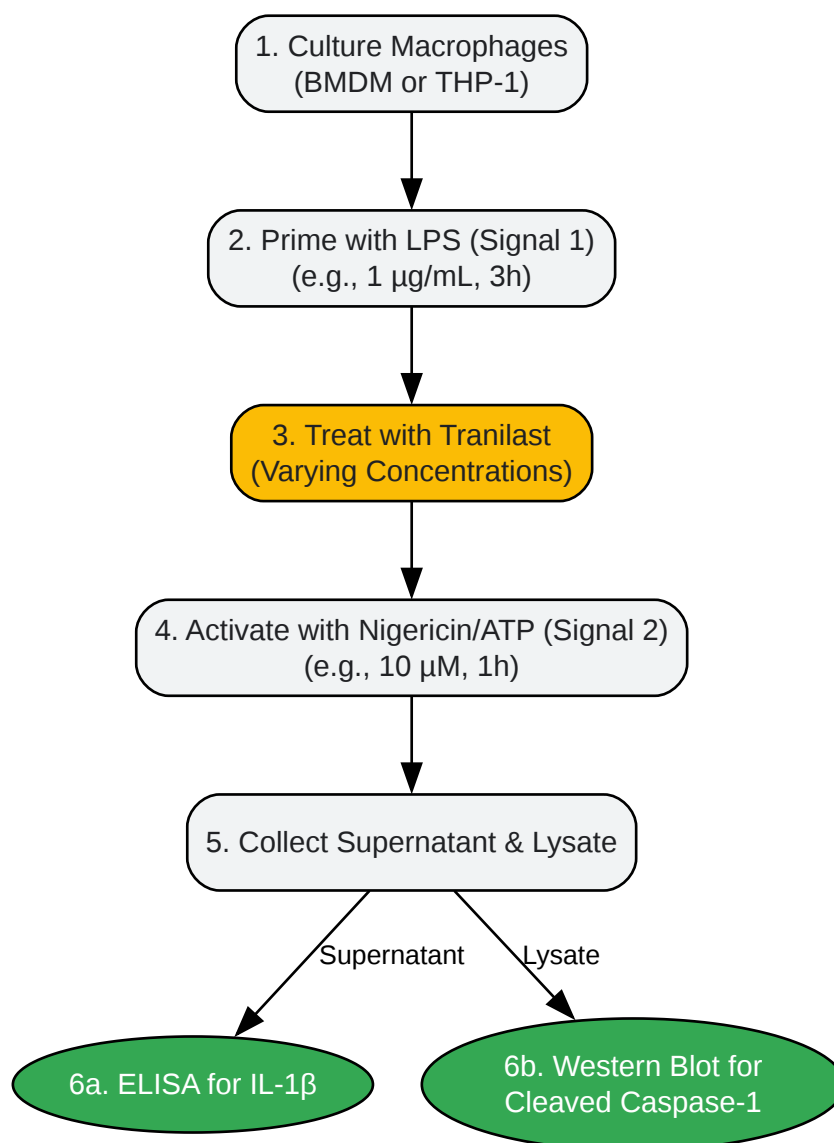 1. Culture Macrophages
(BMDM or THP-1)
2. Prime with LPS (Signal 1)
(e.g., 1 µg/mL, 3h)
3. Treat with Tranilast
(Varying Concentrations)
4. Activate with Nigericin/ATP (Signal 2)
(e.g., 10 µM, 1h)
5. Collect Supernatant & Lysate
Supernatant
Lysate
6a. ELISA for IL-1β
6b. Western Blot for
Cleaved Caspase-1